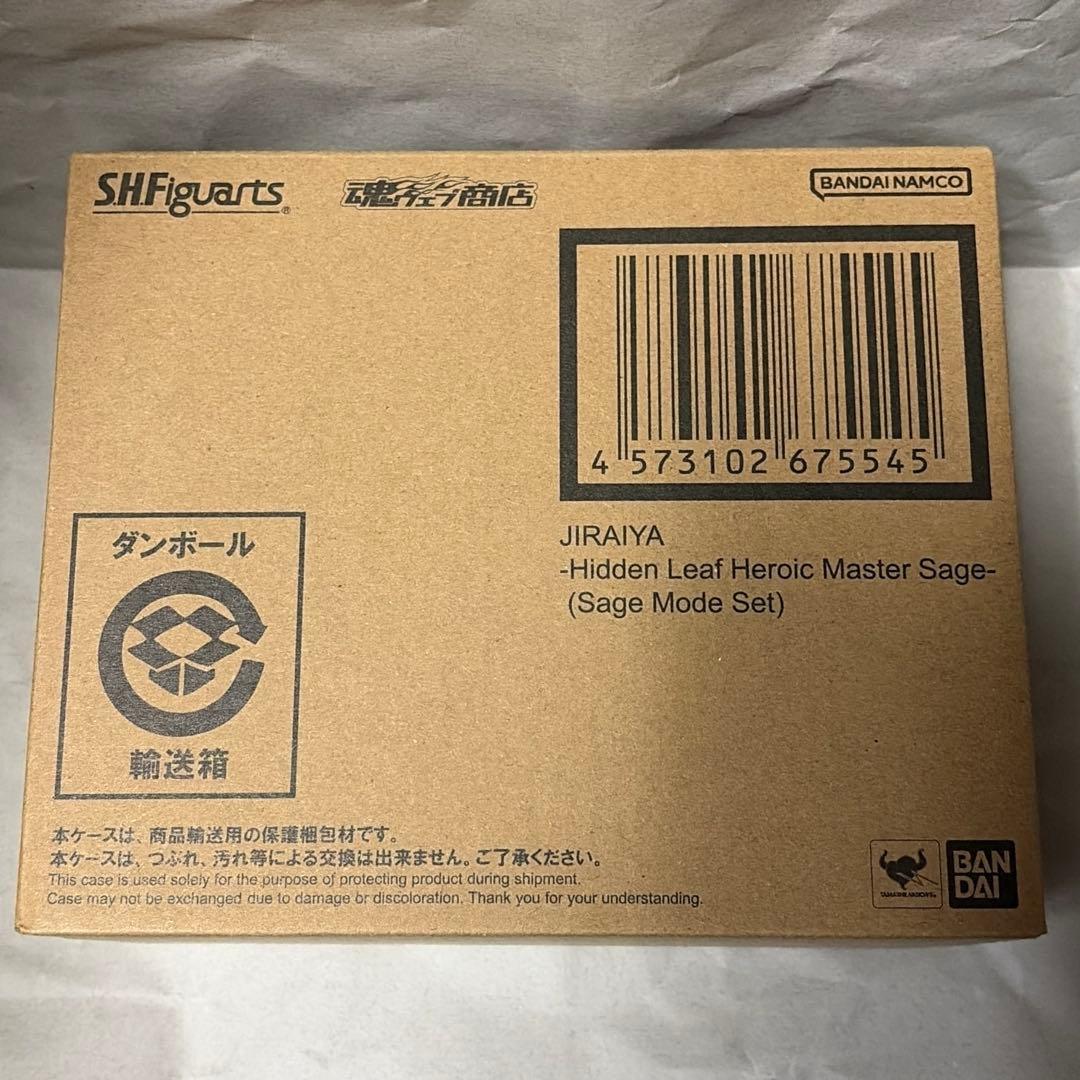 S.H.Figuarts®
魂ウェブ商店
BANDAI NAMCO
4 573102 675545
JIRAIYA
-Hidden Leaf Heroic Master Sage-
(Sage Mode Set)
ダンボール
輸送箱
本ケースは、商品輸送用の保護梱包材です。
本ケースは、つぶれ、汚れ等による交換は出来ません。ご了承ください。
This case is used solely for the purpose of protecting product during shipment.
Case may not be exchanged due to damage or discoloration. Thank you for your understanding.
TAMASHII NATIONS®
BAN
DAI